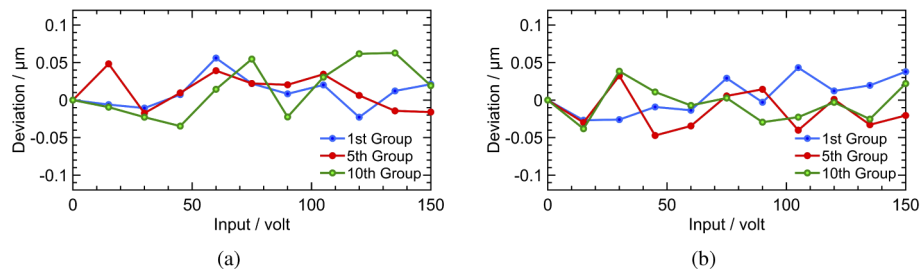 0.1
0.05
0
-0.05
-0.1
Deviation / μm
1st Group
5th Group
10th Group
0 50 100 150
Input / volt
(a)
0.1
0.05
0
-0.05
-0.1
Deviation / μm
1st Group
5th Group
10th Group
0 50 100 150
Input / volt
(b)